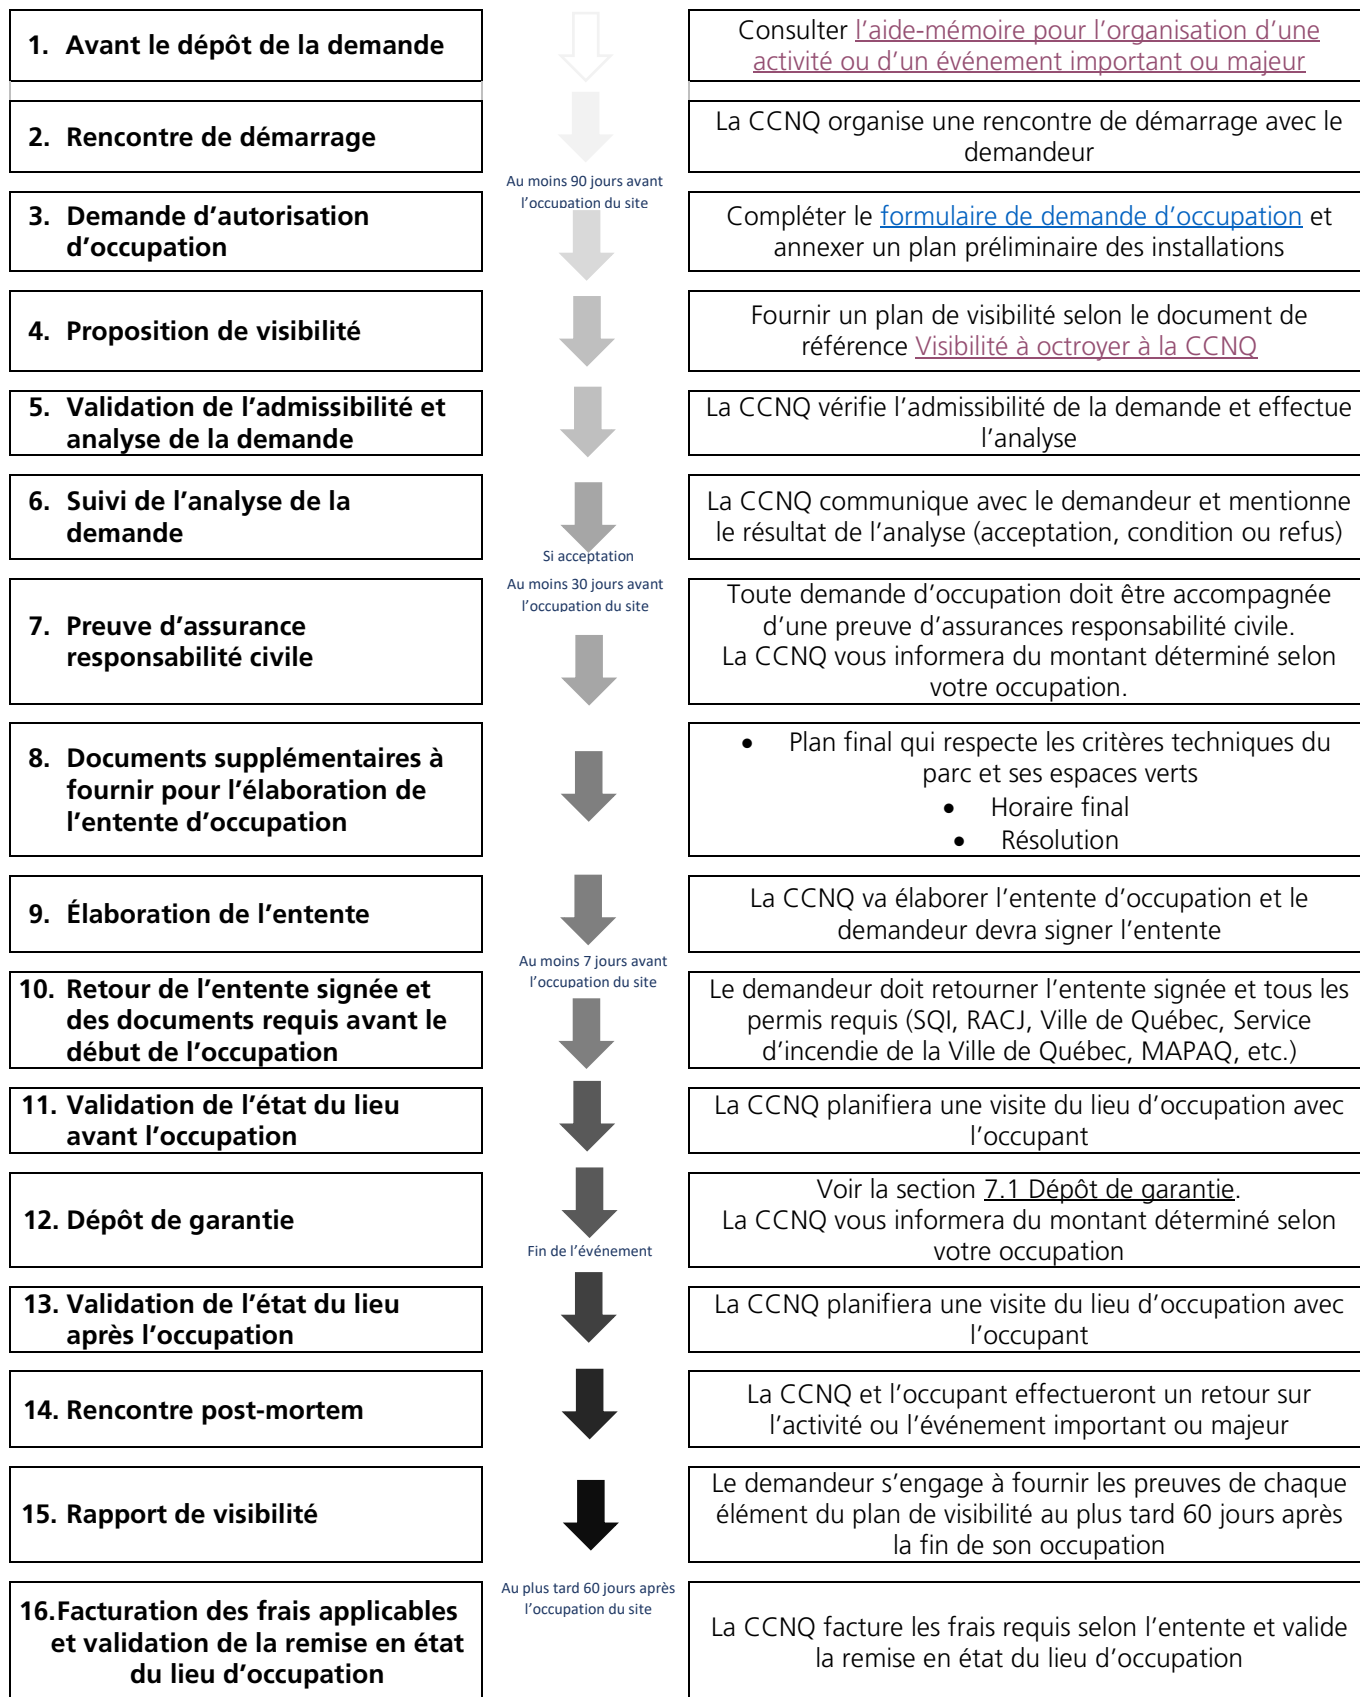 1. Avant le dépôt de la demande
Consulter l’aide-mémoire pour l’organisation d’une
activité ou d’un événement important ou majeur
2. Rencontre de démarrage
La CCNQ organise une rencontre de démarrage avec le
demandeur
Au moins 90 jours avant
l’occupation du site
3. Demande d’autorisation
d’occupation
Compléter le formulaire de demande d’occupation et
annexer un plan préliminaire des installations
4. Proposition de visibilité
Fournir un plan de visibilité selon le document de
référence Visibilité à octroyer à la CCNQ
5. Validation de l’admissibilité et
analyse de la demande
La CCNQ vérifie l’admissibilité de la demande et effectue
l’analyse
6. Suivi de l’analyse de la
demande
La CCNQ communique avec le demandeur et mentionne
le résultat de l’analyse (acceptation, condition ou refus)
Si acceptation
Au moins 30 jours avant
l’occupation du site
7. Preuve d’assurance
responsabilité civile
Toute demande d’occupation doit être accompagnée
d’une preuve d’assurances responsabilité civile.
La CCNQ vous informera du montant déterminé selon
votre occupation.
8. Documents supplémentaires à
fournir pour l’élaboration de
l’entente d’occupation
• Plan final qui respecte les critères techniques du
parc et ses espaces verts
• Horaire final
• Résolution
9. Élaboration de l’entente
La CCNQ va élaborer l’entente d’occupation et le
demandeur devra signer l’entente
Au moins 7 jours avant
l’occupation du site
10. Retour de l’entente signée et
des documents requis avant le
début de l’occupation
Le demandeur doit retourner l’entente signée et tous les
permis requis (SQI, RACJ, Ville de Québec, Service
d’incendie de la Ville de Québec, MAPAQ, etc.)
11. Validation de l’état du lieu
avant l’occupation
La CCNQ planifiera une visite du lieu d’occupation avec
l’occupant
12. Dépôt de garantie
Voir la section 7.1 Dépôt de garantie.
La CCNQ vous informera du montant déterminé selon
votre occupation
Fin de l’événement
13. Validation de l’état du lieu
après l’occupation
La CCNQ planifiera une visite du lieu d’occupation avec
l’occupant
14. Rencontre post-mortem
La CCNQ et l’occupant effectueront un retour sur
l’activité ou l’événement important ou majeur
15. Rapport de visibilité
Le demandeur s’engage à fournir les preuves de chaque
élément du plan de visibilité au plus tard 60 jours après
la fin de son occupation
Au plus tard 60 jours après
l’occupation du site
16.Facturation des frais applicables
et validation de la remise en état
du lieu d’occupation
La CCNQ facture les frais requis selon l’entente et valide
la remise en état du lieu d’occupation